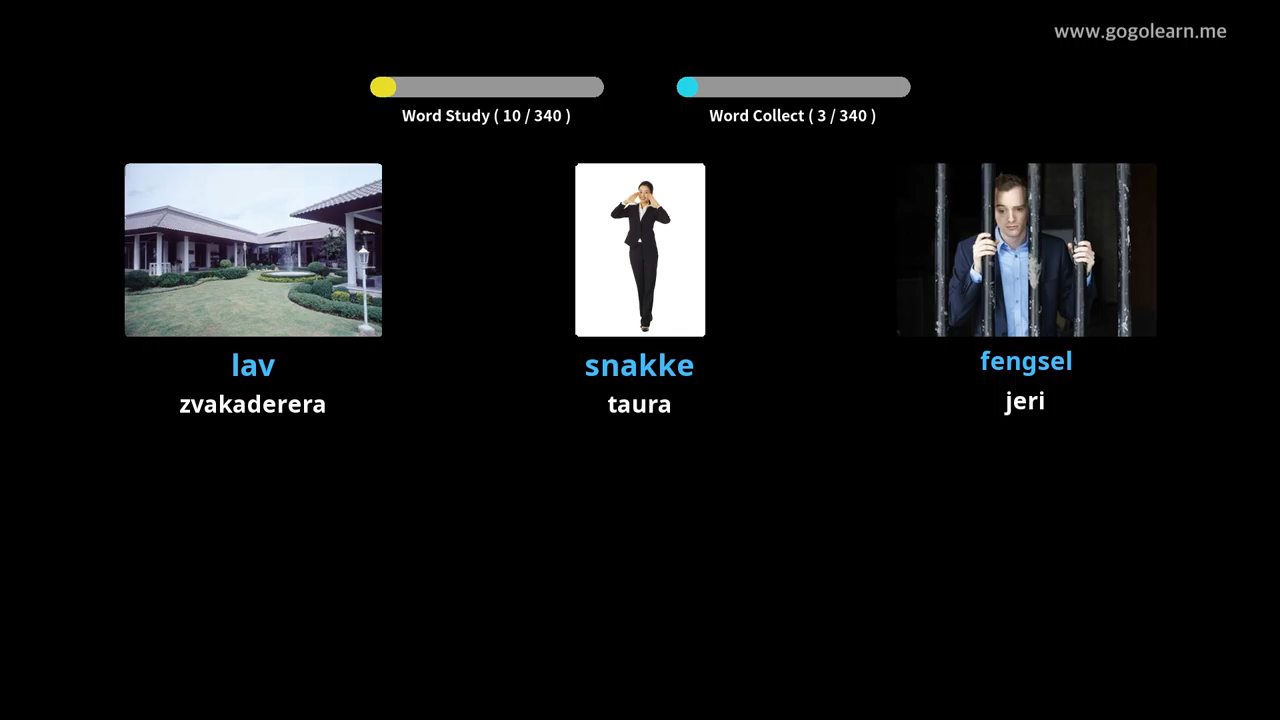 www.gogolearn.me
Word Study ( 10 / 340 )
Word Collect ( 3 / 340 )
lav
zvakaderera
snakke
taura
fengsel
jeri